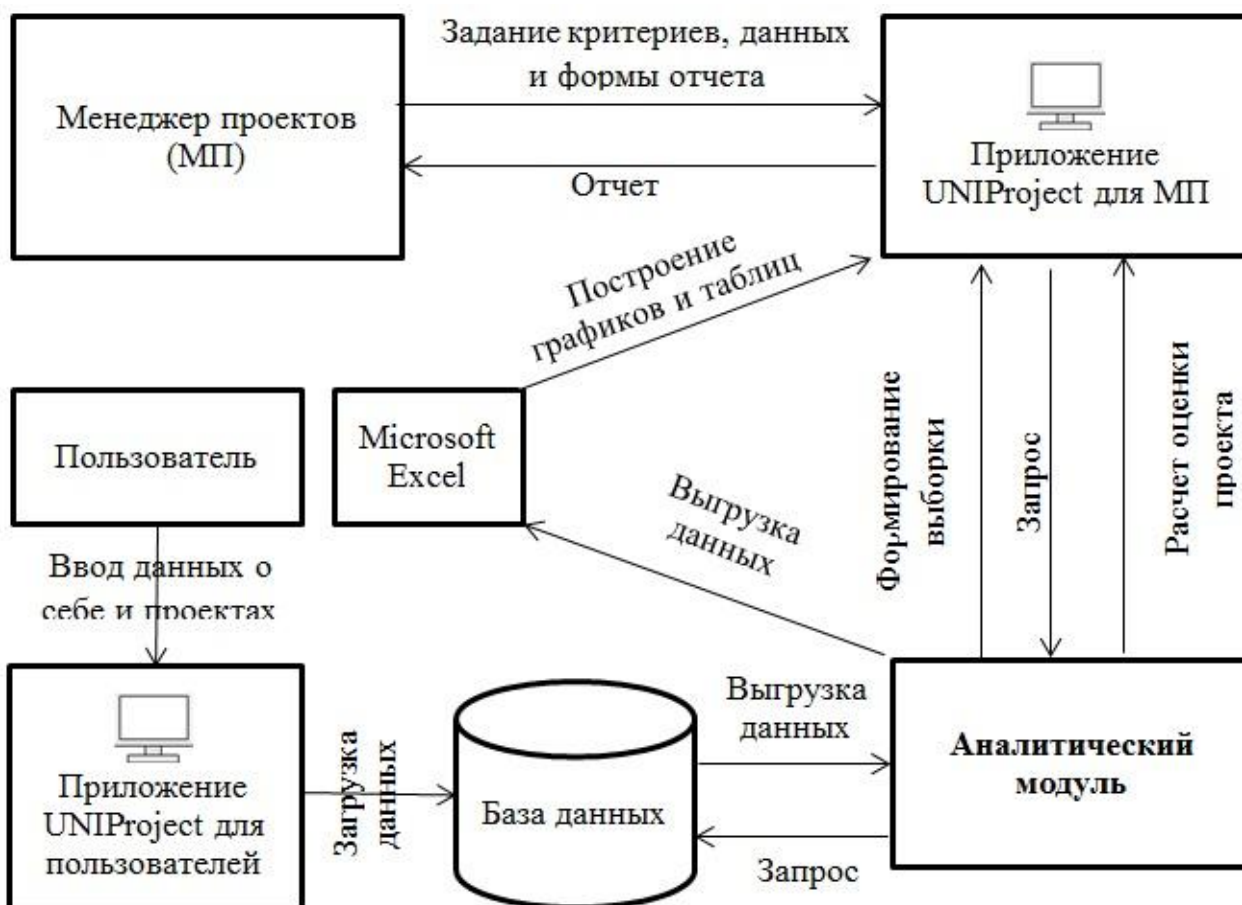 Задание критериев, данных
и формы отчета
Менеджер проектов
(МП)
Отчет
Приложение
UNIProject для МП
Построение
графиков и таблиц
Пользователь
Microsoft
Excel
Выгрузка
данных
Формирование
выборки
Запрос
Расчет оценки
проекта
Ввод данных о
себе и проектах
Приложение
UNIProject для
пользователей
Загрузка
данных
База данных
Выгрузка
данных
Запрос
Аналитический
модуль